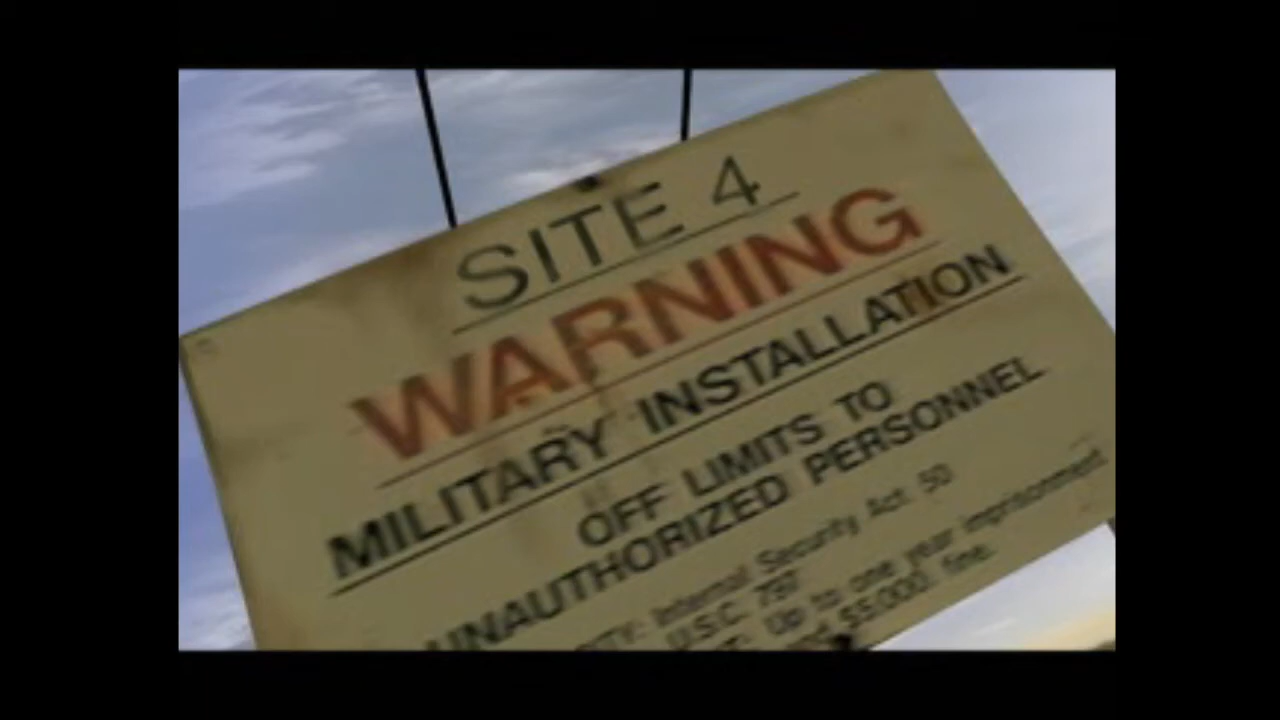 SITE 4
WARNING
MILITARY INSTALLATION
OFF LIMITS TO
UNAUTHORIZED PERSONNEL
Internal Security Act 50
U.S.C. 797
Up to one year imprisonment
and $5,000 fine.